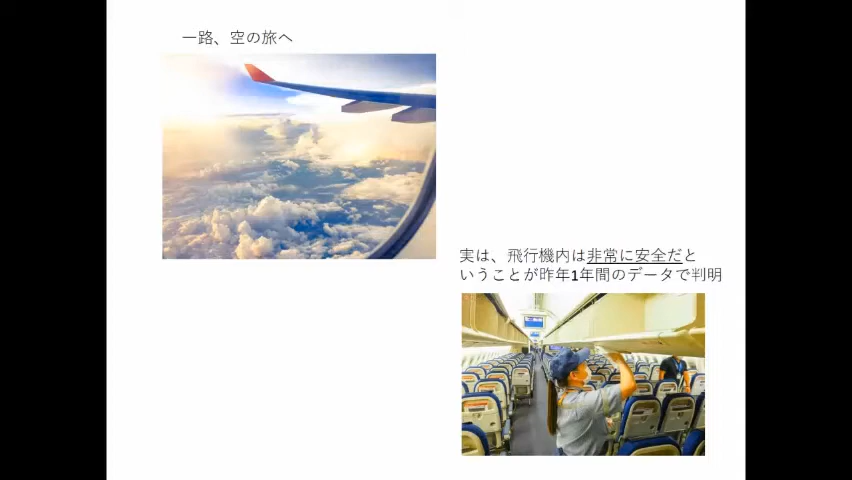 一路、空の旅へ
実は、飛行機内は非常に安全だと
いうことが昨年1年間のデータで判明